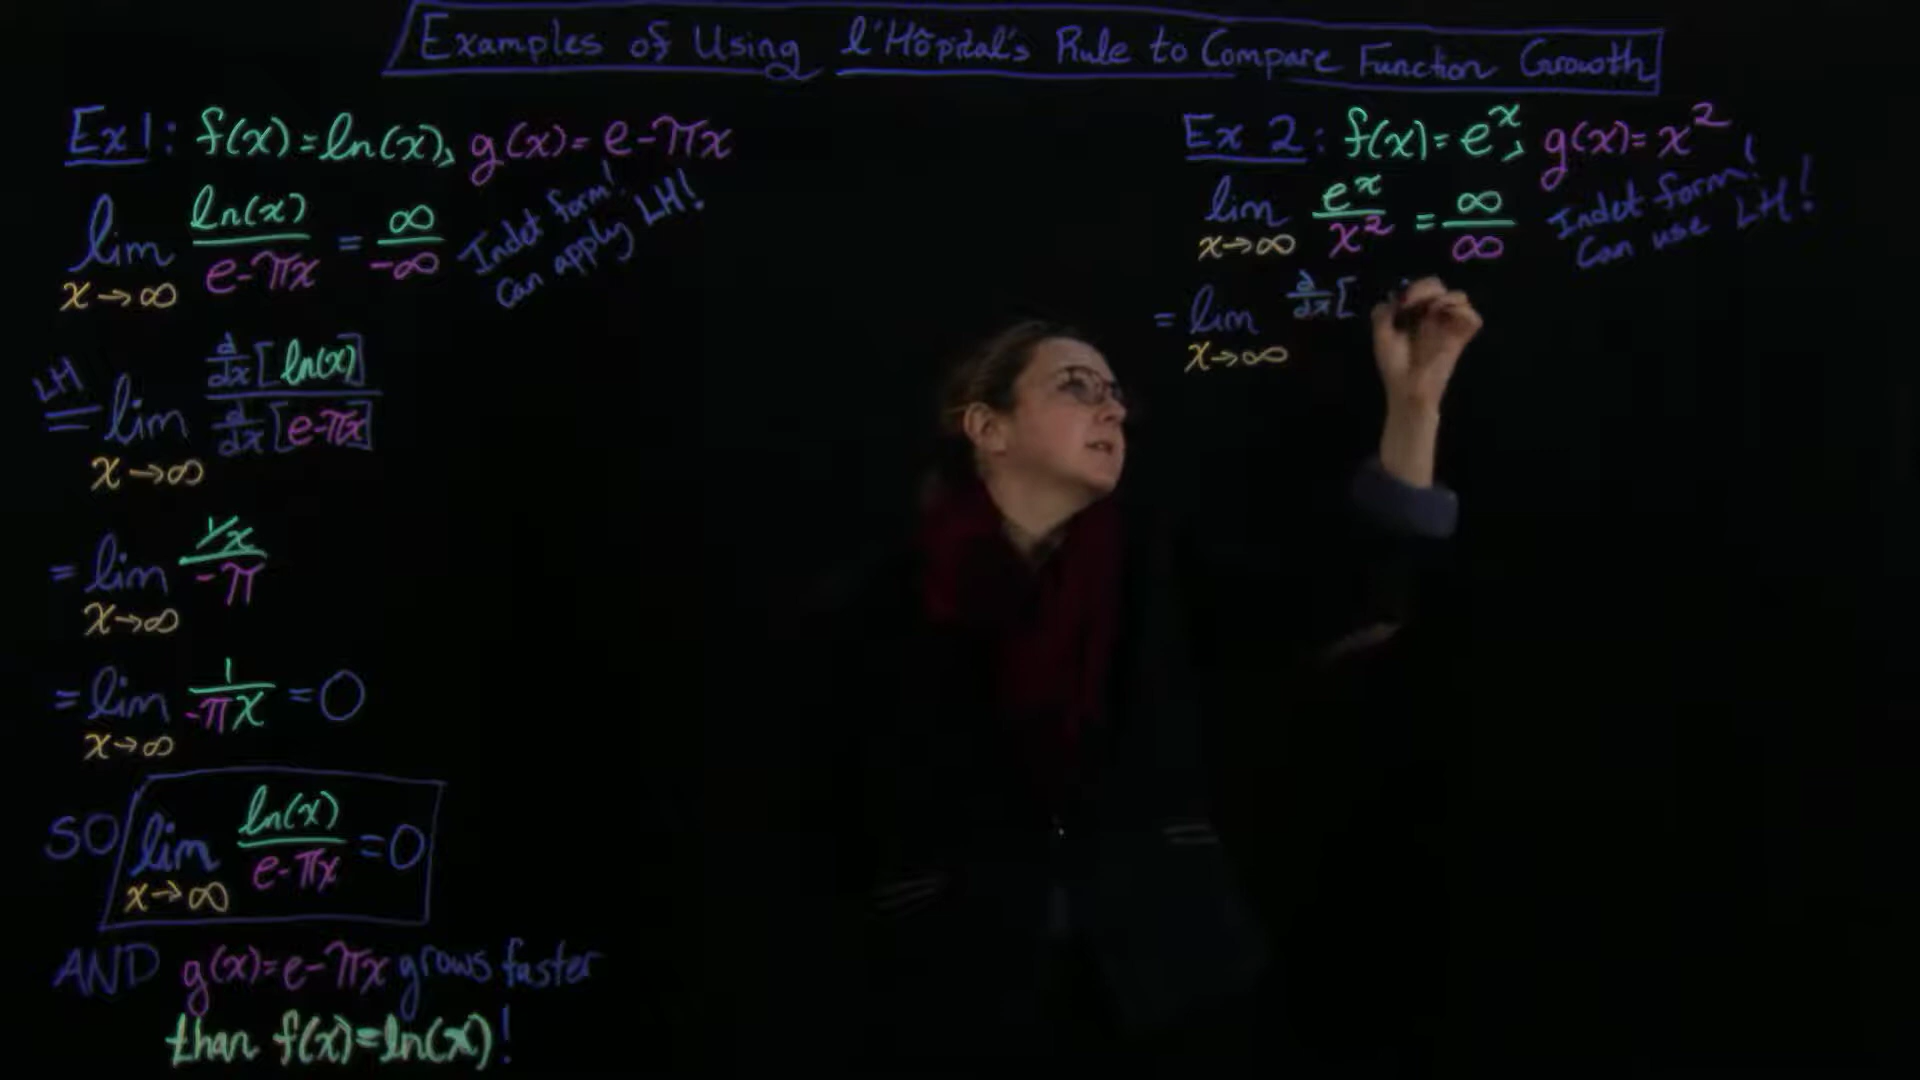 Examples of Using l'Hôpital's Rule to Compare Function Growth
Ex 1: f(x)=ln(x), g(x)= e-πx
lim x→∞ ln(x)/(e-πx) = ∞/-∞
Indet form!
Can apply LH!
LH = lim x→∞ d/dx[ln(x)] / d/dx[e-πx]
= lim x→∞ (1/x)/(-π)
= lim x→∞ 1/(-πx) = 0
SO lim x→∞ ln(x)/(e-πx) = 0
AND g(x)=e-πx grows faster
than f(x)=ln(x)!
Ex 2: f(x)=e^x, g(x)=x^2
lim x→∞ e^x/x^2 = ∞/∞
Indet form!
Can use LH!
= lim x→∞ d/dx[